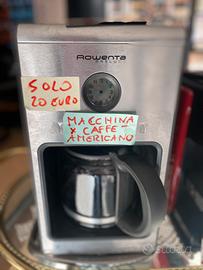 Rowenta
SOLO
20 EURO
MACCHINA
X CAFFE-
AMERICANO